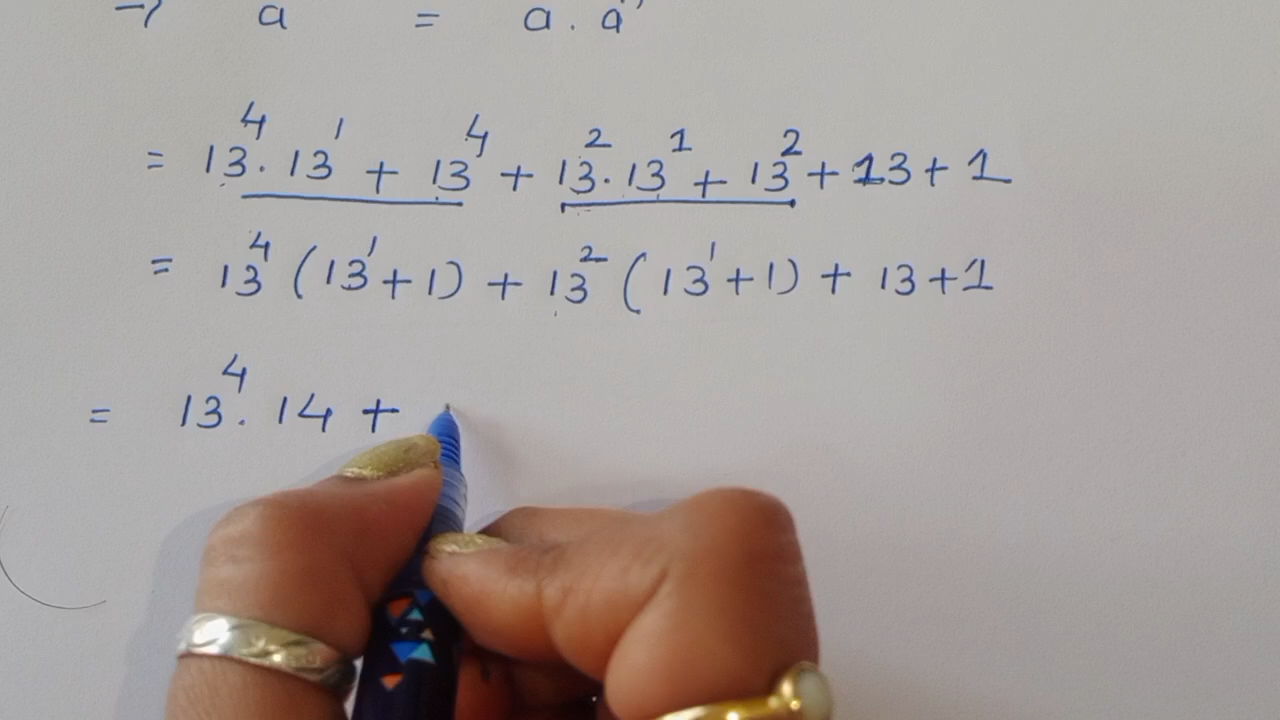 → a = a . a
= 13⁴ . 13¹ + 13⁴ + 13² . 13¹ + 13² + 13 + 1
= 13⁴ (13¹ + 1) + 13² (13¹ + 1) + 13 + 1
= 13⁴ . 14 +